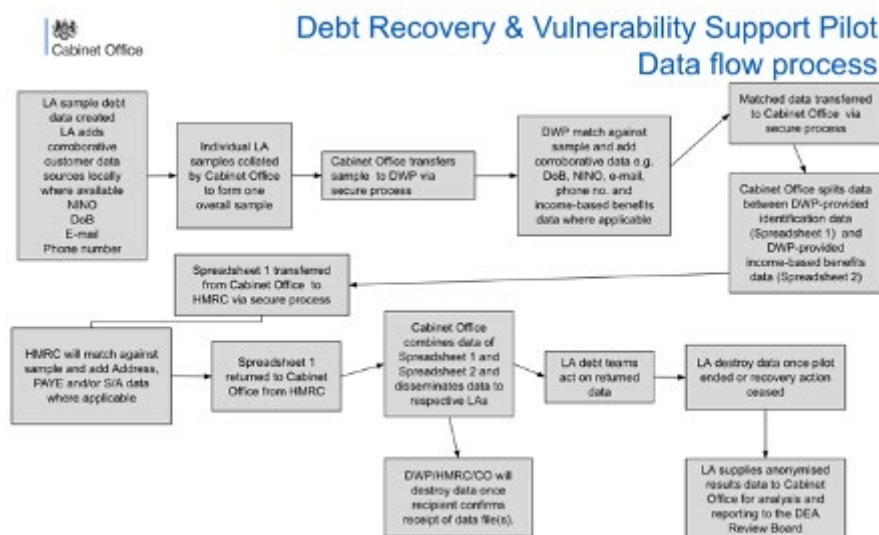 Cabinet Office
Debt Recovery & Vulnerability Support Pilot
Data flow process
LA sample debt
data created
LA adds
corroborative
customer data
sources locally
where available
NINO
DoB
E-mail
Phone number
Individual LA
samples collated
by Cabinet Office
to form one
overall sample
Cabinet Office transfers
sample to DWP via
secure process
DWP match against
sample and add
corroborative data e.g.
DoB, NINO, e-mail,
phone no. and
income-based benefits
data where applicable
Matched data transferred
to Cabinet Office via
secure process
Cabinet Office splits data
between DWP-provided
identification data
(Spreadsheet 1) and
DWP-provided
income-based benefits
data (Spreadsheet 2)
Spreadsheet 1 transferred
from Cabinet Office to
HMRC via secure process
HMRC will match against
sample and add Address,
PAYE and/or S/A data
where applicable
Spreadsheet 1
returned to Cabinet
Office from HMRC
Cabinet Office
combines data of
Spreadsheet 1 and
Spreadsheet 2 and
disseminates data to
respective LAs
LA debt teams
act on returned
data
LA destroy data once pilot
ended or recovery action
ceased
DWP/HMRC/CO will
destroy data once
recipient confirms
receipt of data file(s).
LA supplies anonymised
results data to Cabinet
Office for analysis and
reporting to the DEA
Review Board